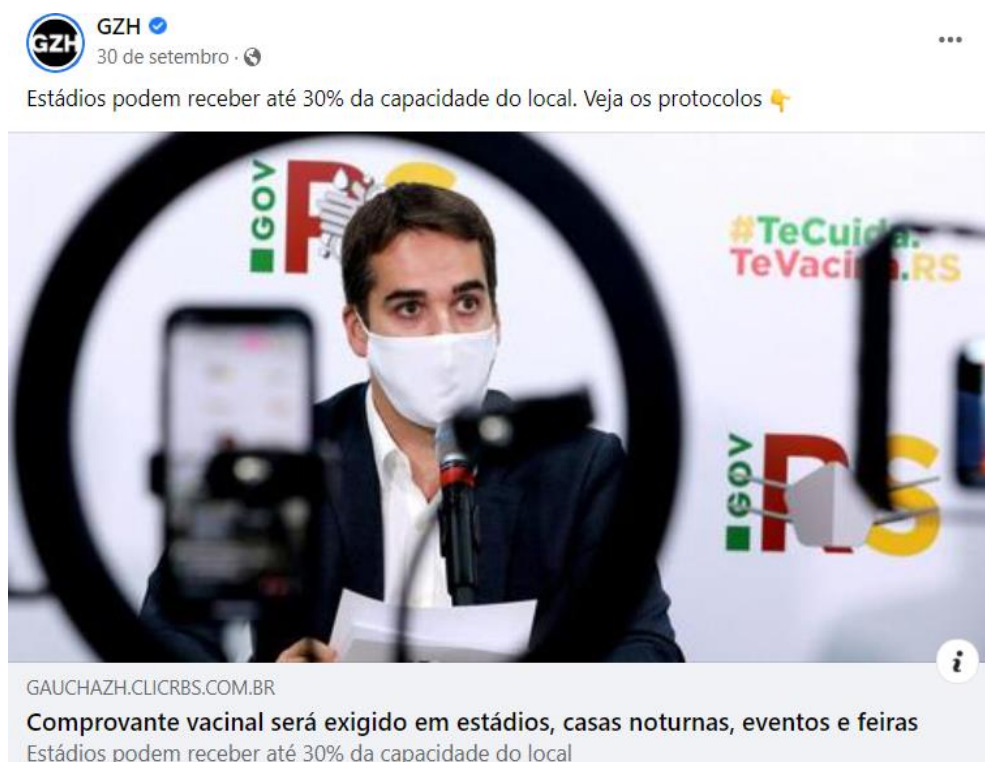 GZH
GZH
30 de setembro ·
Estádios podem receber até 30% da capacidade do local. Veja os protocolos
GOV
RS
#TeCuida.
TeVacina.RS
GOV
RS
GAUCHAZH.CLICRBS.COM.BR
Comprovante vacinal será exigido em estádios, casas noturnas, eventos e feiras
Estádios podem receber até 30% da capacidade do local